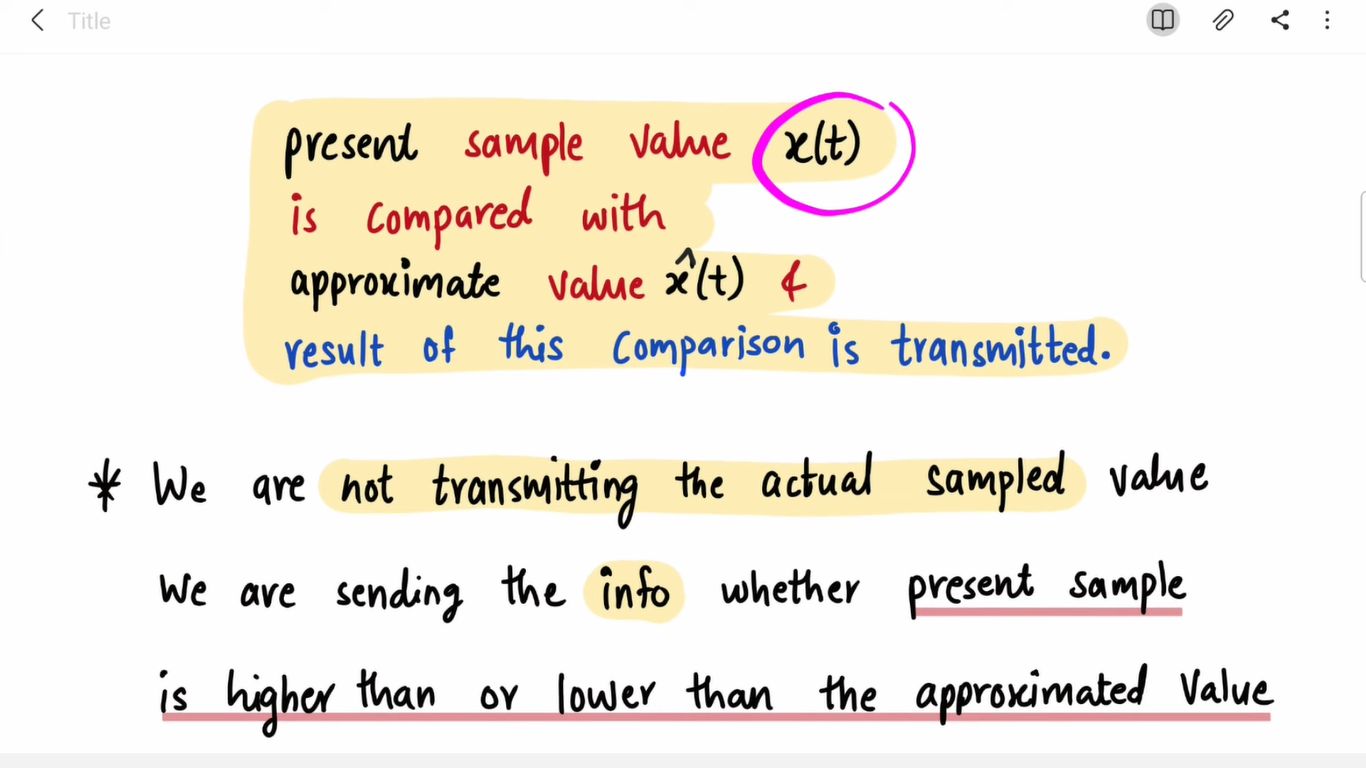 Title
present sample value x(t)
is compared with
approximate value x̂(t) &
result of this comparison is transmitted.
* We are not transmitting the actual sampled value
We are sending the info whether present sample
is higher than or lower than the approximated value